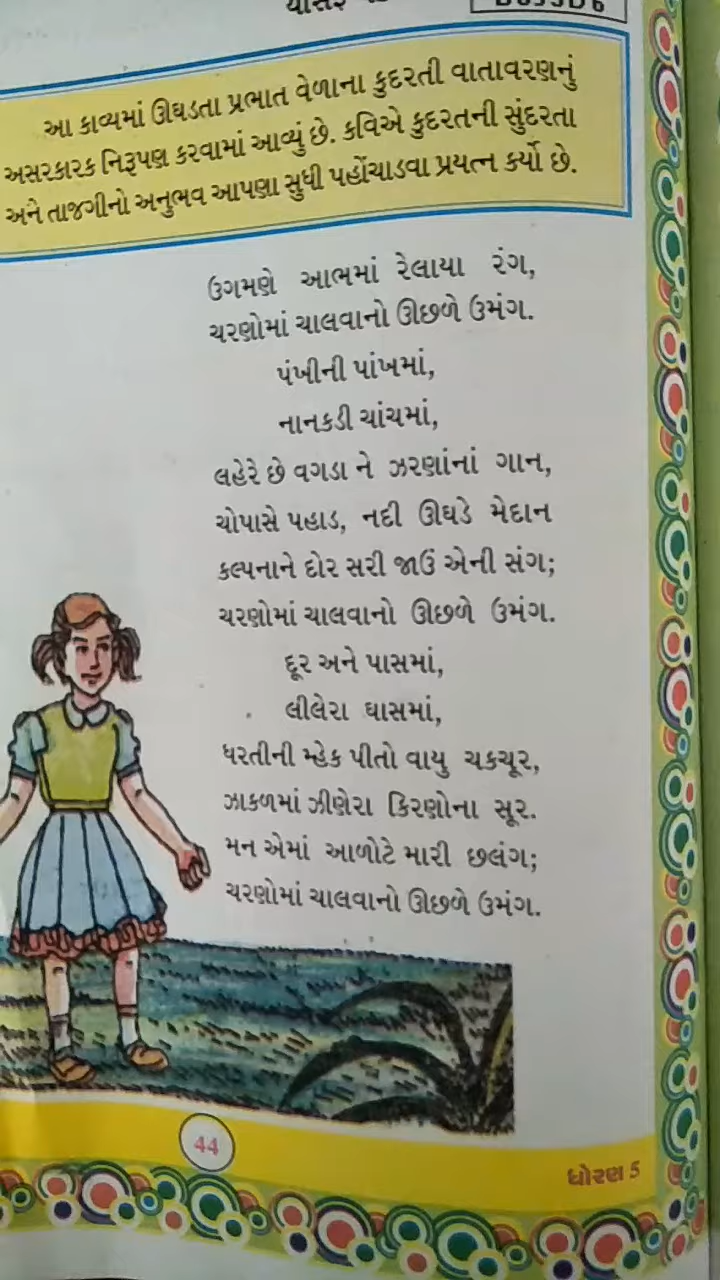 આ કાવ્યમાં ઊઘડતા પ્રભાત વેળાના કુદરતી વાતાવરણનું
અસરકારક નિરૂપણ કરવામાં આવ્યું છે. કવિએ કુદરતની સુંદરતા
અને તાજગીનો અનુભવ આપણા સુધી પહોંચાડવા પ્રયત્ન કર્યો છે.
ઉગમણે આભમાં રેલાયા રંગ,
ચરણોમાં ચાલવાનો ઊછળે ઉમંગ.
પંખીની પાંખમાં,
નાનકડી ચાંચમાં,
લહેરે છે વગડા ને ઝરણાંનાં ગાન,
ચોપાસે પહાડ, નદી ઊઘડે મેદાન
કલ્પનાને દોર સરી જાઉં એની સંગ;
ચરણોમાં ચાલવાનો ઊછળે ઉમંગ.
દૂર અને પાસમાં,
લીલેરા ઘાસમાં,
ધરતીની મ્હેક પીતો વાયુ ચકચૂર,
ઝાકળમાં ઝીણેરા કિરણોના સૂર.
મન એમાં આળોટે મારી છલંગ;
ચરણોમાં ચાલવાનો ઊછળે ઉમંગ.
44
ધોરણ 5